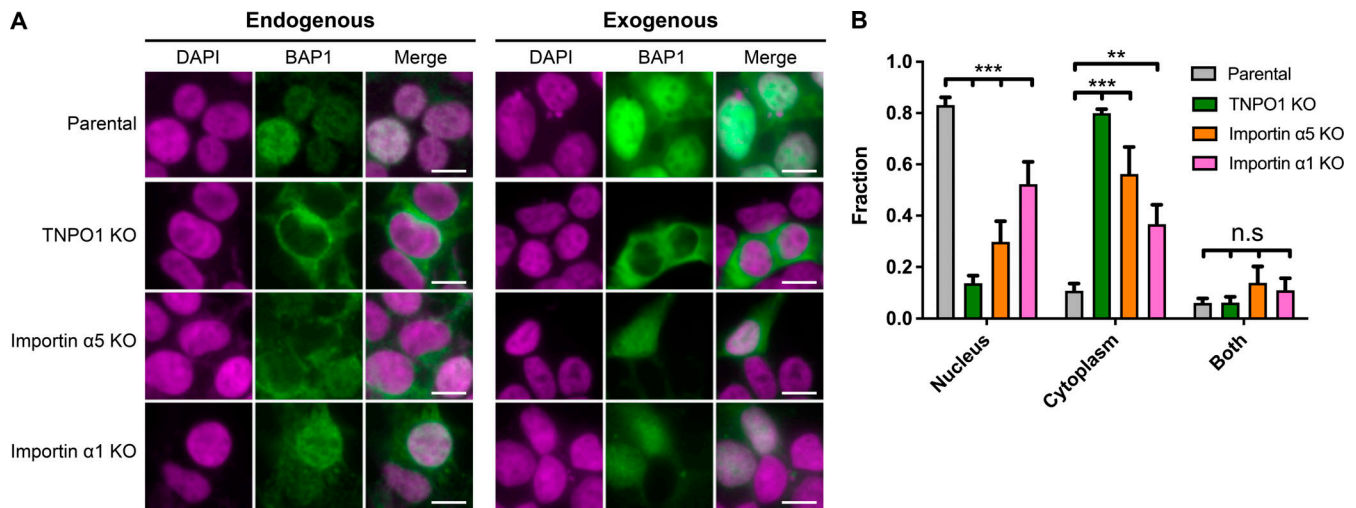 A
Endogenous
Exogenous
DAPI BAP1 Merge
DAPI BAP1 Merge
Parental
TNPO1 KO
Importin α5 KO
Importin α1 KO
B
Fraction
1.0
0.8
0.6
0.4
0.2
0.0
***
**
***
n.s
Nucleus
Cytoplasm
Both
Parental
TNPO1 KO
Importin α5 KO
Importin α1 KO